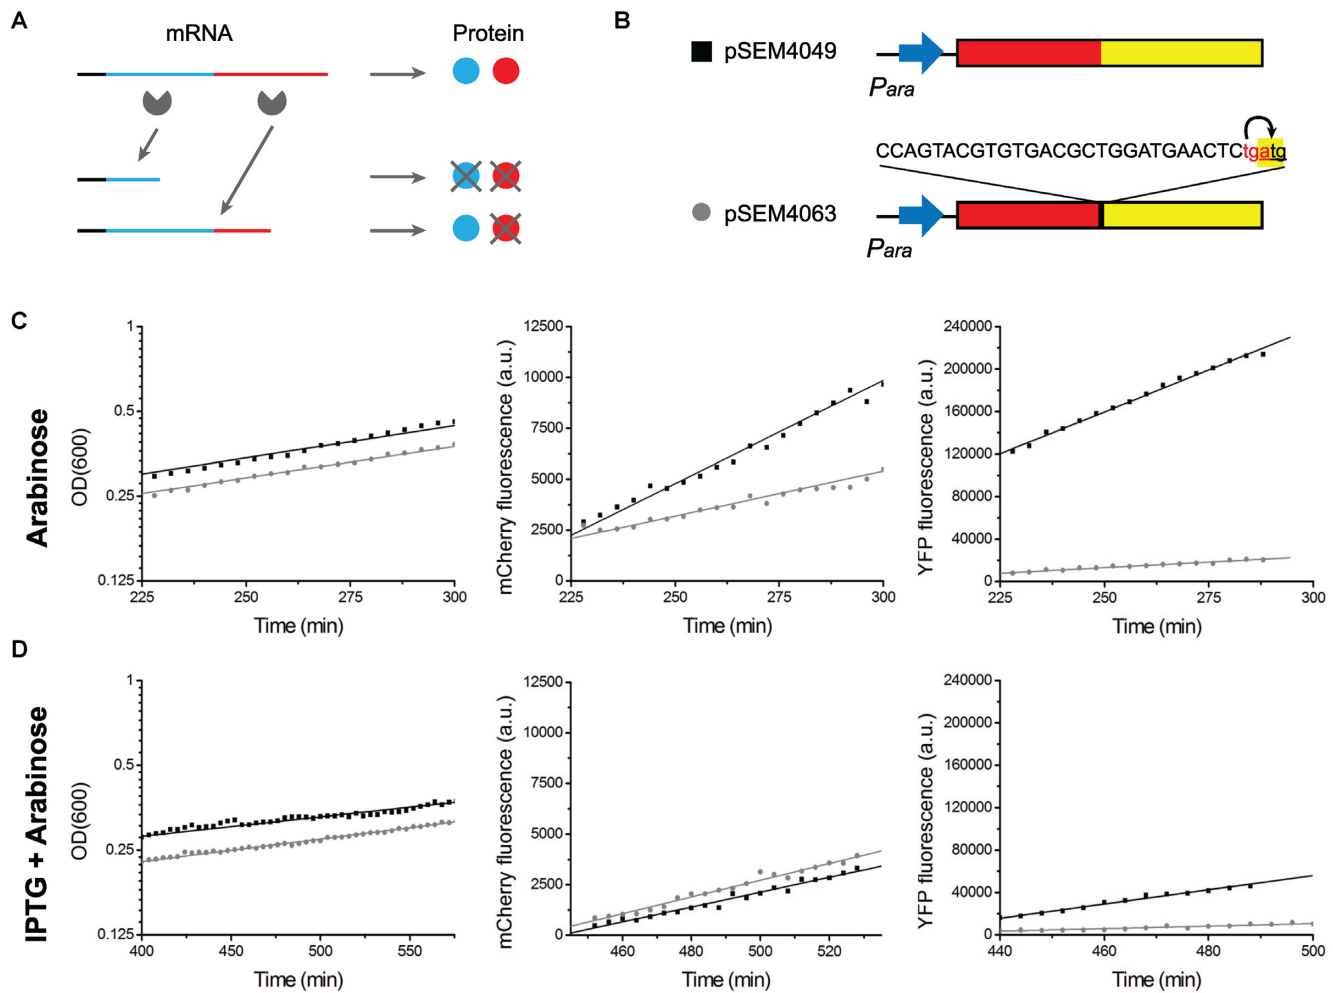 A
mRNA
Protein
B
pSEM4049
Para
CCAGTACGTGTGACGCTGGATGAACTCtgatg
pSEM4063
Para
C
Arabinose
OD(600)
1
0.5
0.25
0.125
225
250
275
300
Time (min)
mCherry fluorescence (a.u.)
12500
10000
7500
5000
2500
0
225
250
275
300
Time (min)
YFP fluorescence (a.u.)
240000
200000
160000
120000
80000
40000
0
225
250
275
300
Time (min)
D
IPTG + Arabinose
OD(600)
1
0.5
0.25
0.125
400
450
500
550
Time (min)
mCherry fluorescence (a.u.)
12500
10000
7500
5000
2500
0
460
480
500
520
Time (min)
YFP fluorescence (a.u.)
240000
200000
160000
120000
80000
40000
0
440
460
480
500
Time (min)